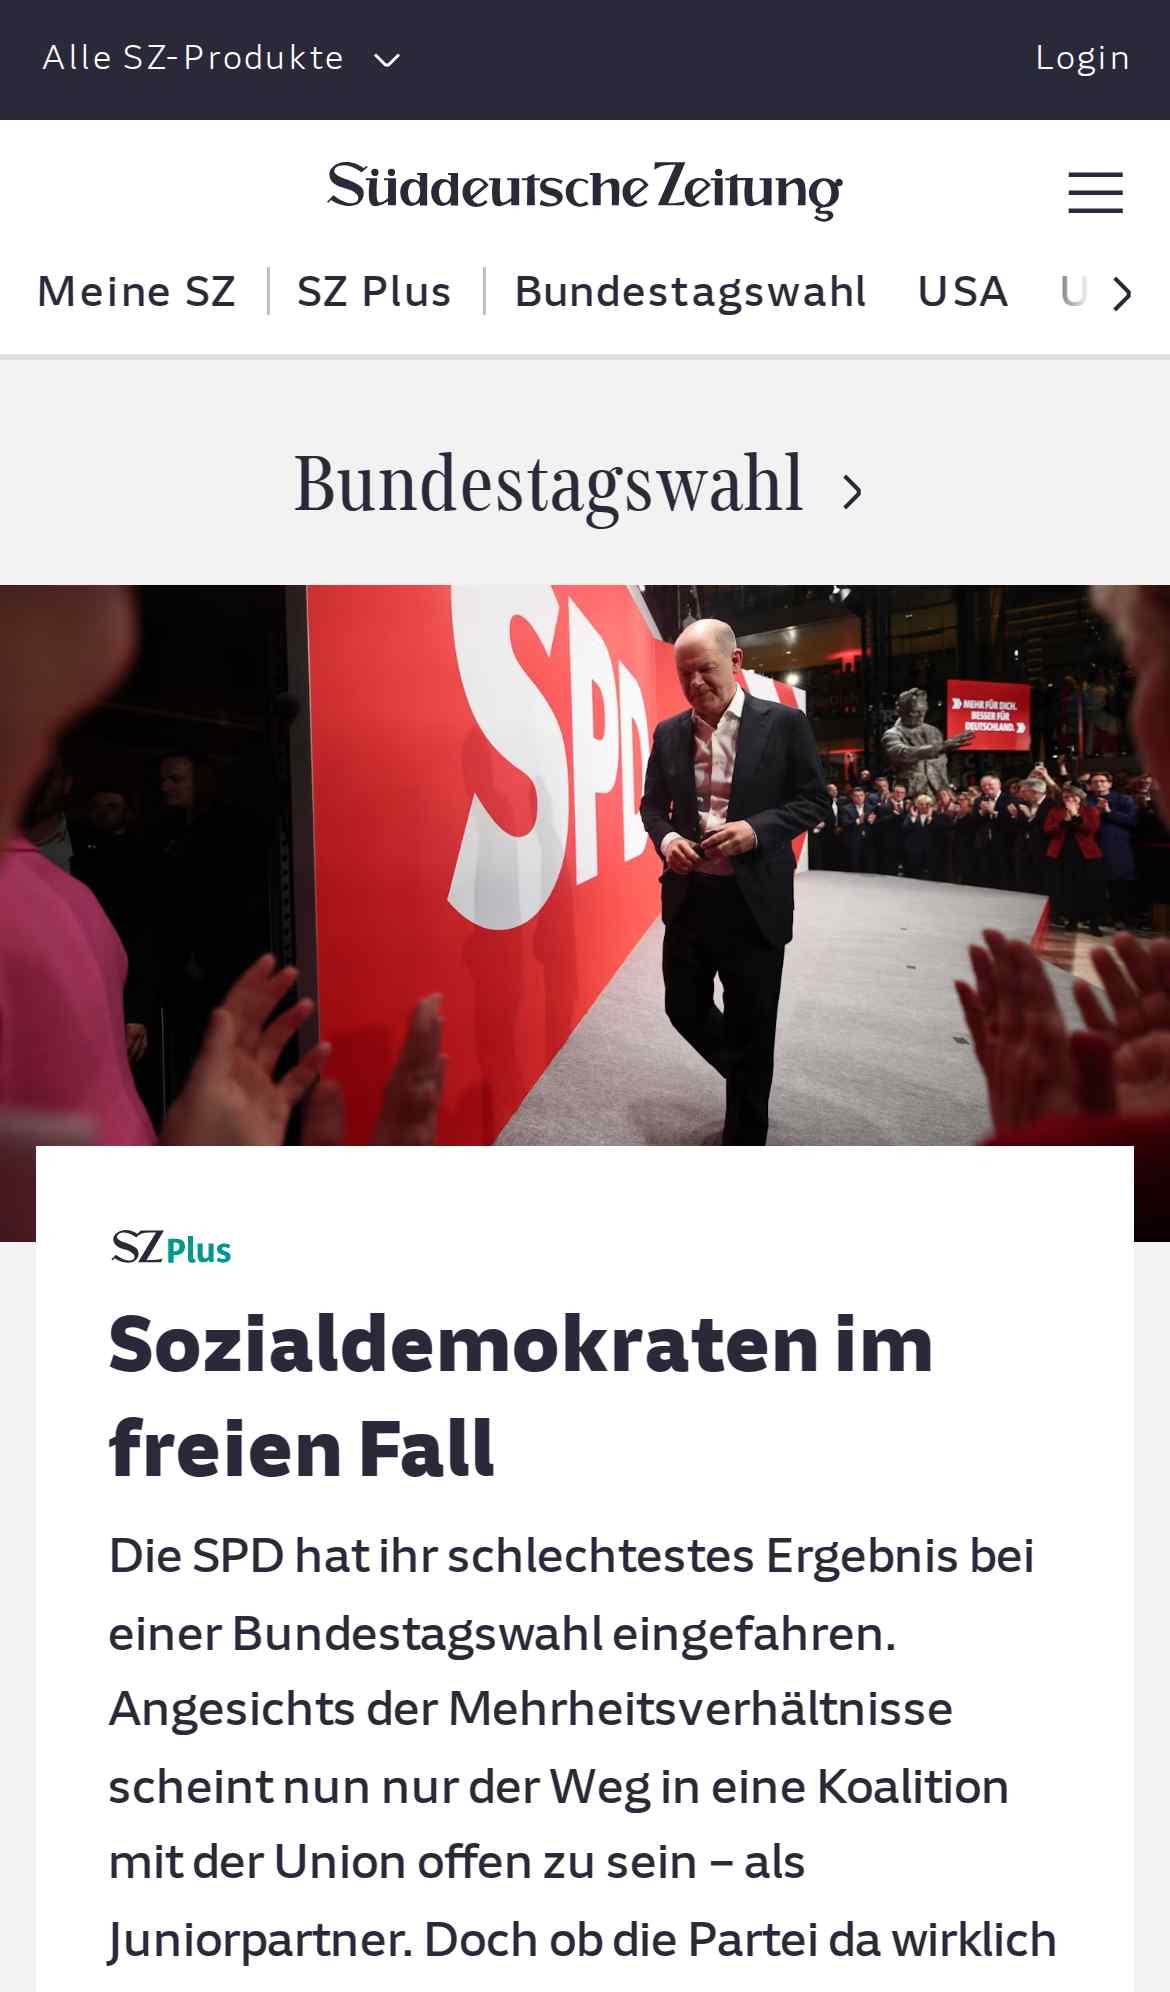 Alle SZ-Produkte
Login
Süddeutsche Zeitung
Meine SZ
SZ Plus
Bundestagswahl
USA
U
Bundestagswahl
SPD
MEHR FÜR DICH.
BESSER FÜR
DEUTSCHLAND.
SZ Plus
Sozialdemokraten im
freien Fall
Die SPD hat ihr schlechtestes Ergebnis bei
einer Bundestagswahl eingefahren.
Angesichts der Mehrheitsverhältnisse
scheint nun nur der Weg in eine Koalition
mit der Union offen zu sein – als
Juniorpartner. Doch ob die Partei da wirklich